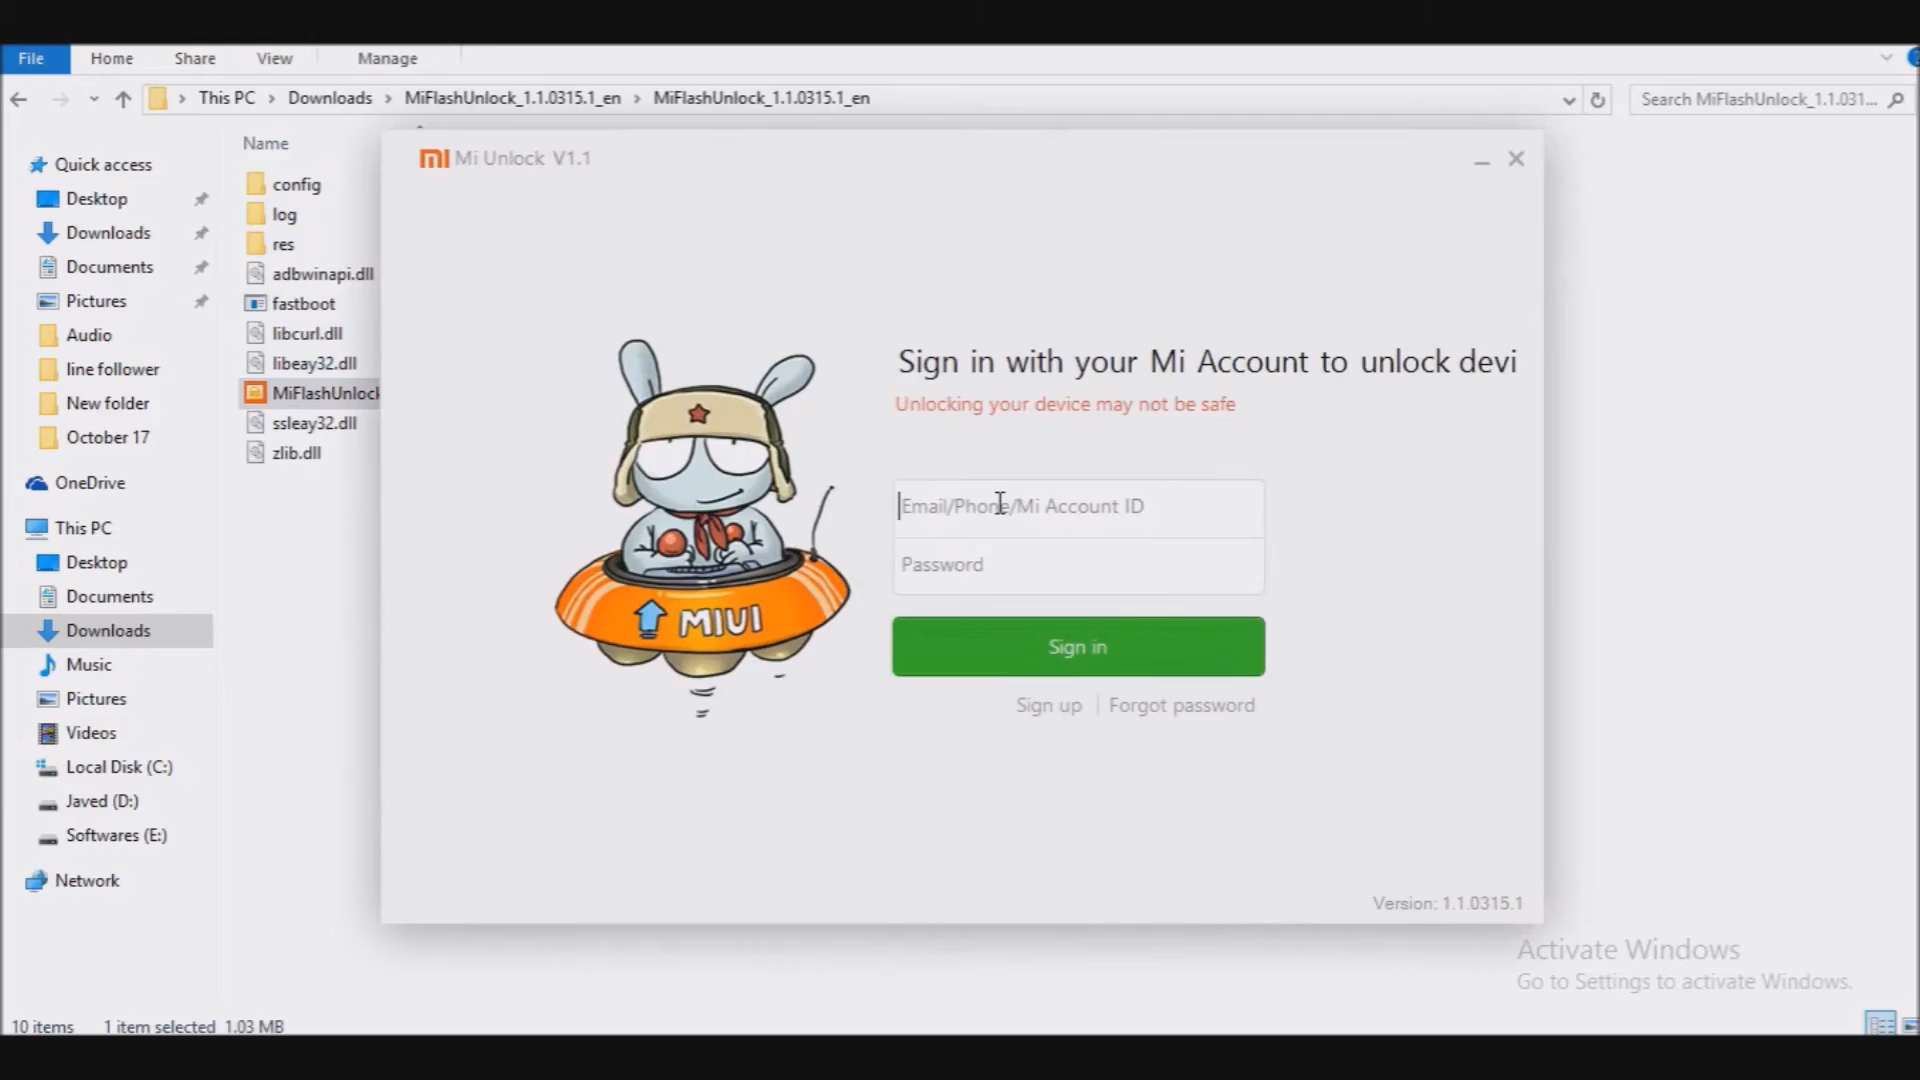 File Home Share View Manage
This PC > Downloads > MiFlashUnlock_1.1.0315.1_en > MiFlashUnlock_1.1.0315.1_en
Search MiFlashUnlock_1.1.031...
Quick access
Desktop
Downloads
Documents
Pictures
Audio
line follower
New folder
October 17
OneDrive
This PC
Desktop
Documents
Downloads
Music
Pictures
Videos
Local Disk (C:)
Javed (D:)
Softwares (E:)
Network
Name
config
log
res
adbwinapi.dll
fastboot
libcurl.dll
libeay32.dll
MiFlashUnlock
ssleay32.dll
zlib.dll
mi Mi Unlock V1.1
MIUI
Sign in with your Mi Account to unlock devi
Unlocking your device may not be safe
Email/Phone/Mi Account ID
Password
Sign in
Sign up | Forgot password
Version: 1.1.0315.1
Activate Windows
Go to Settings to activate Windows.
10 items 1 item selected 1.03 MB